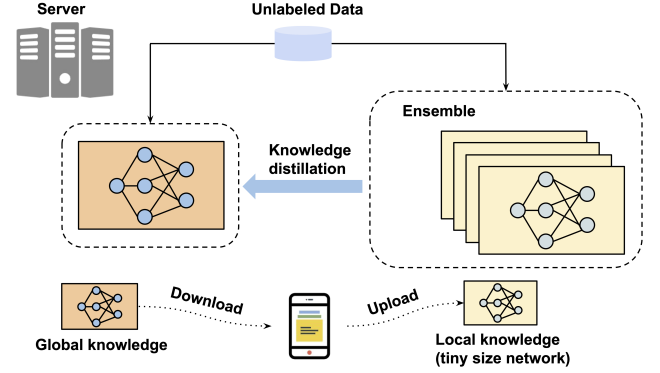 Server
Unlabeled Data
Ensemble
Knowledge
distillation
Download
Upload
Global knowledge
Local knowledge
(tiny size network)